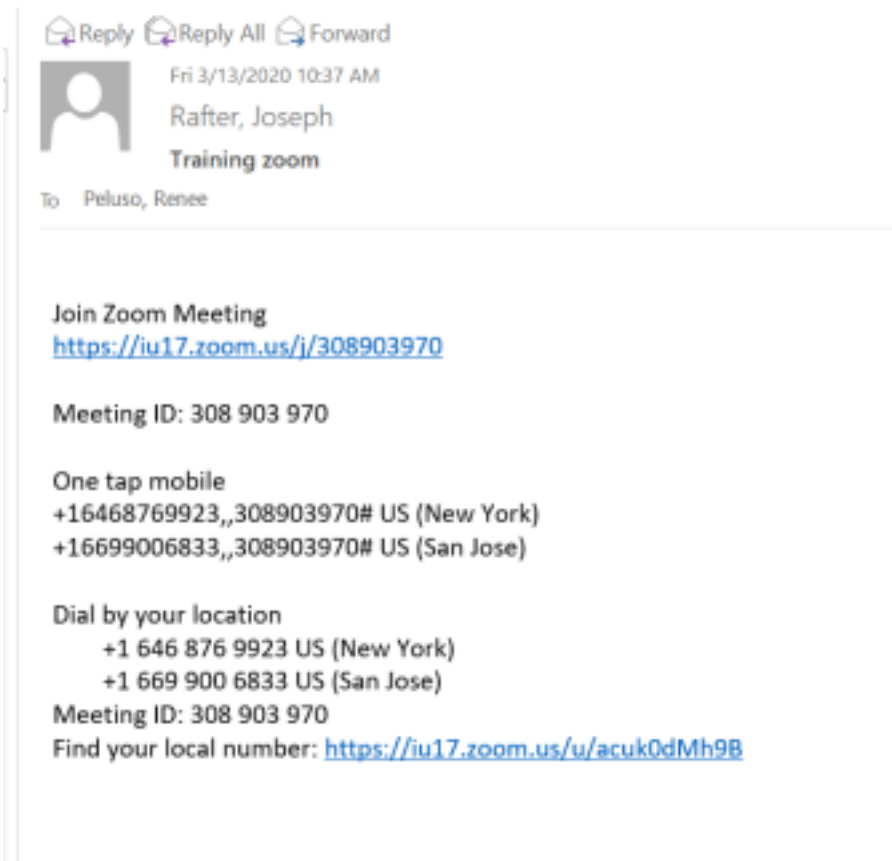 Reply Reply All Forward
Fri 3/13/2020 10:37 AM
Rafter, Joseph
Training zoom
To Peluso, Renee
Join Zoom Meeting
https://iu17.zoom.us/j/308903970
Meeting ID: 308 903 970
One tap mobile
+16468769923,,308903970# US (New York)
+16699006833,,308903970# US (San Jose)
Dial by your location
+1 646 876 9923 US (New York)
+1 669 900 6833 US (San Jose)
Meeting ID: 308 903 970
Find your local number: https://iu17.zoom.us/u/acuk0dMh9B